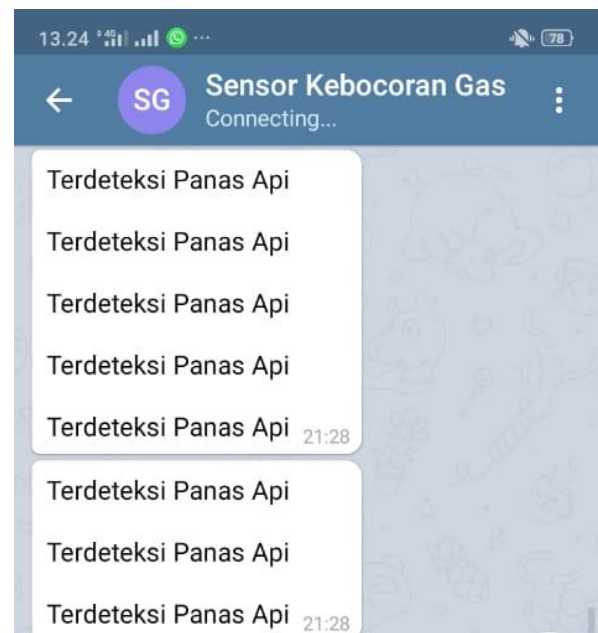 13.24 4G ... 78
SG Sensor Kebocoran Gas
Connecting...
Terdeteksi Panas Api
Terdeteksi Panas Api
Terdeteksi Panas Api
Terdeteksi Panas Api
Terdeteksi Panas Api 21:28
Terdeteksi Panas Api
Terdeteksi Panas Api
Terdeteksi Panas Api 21:28